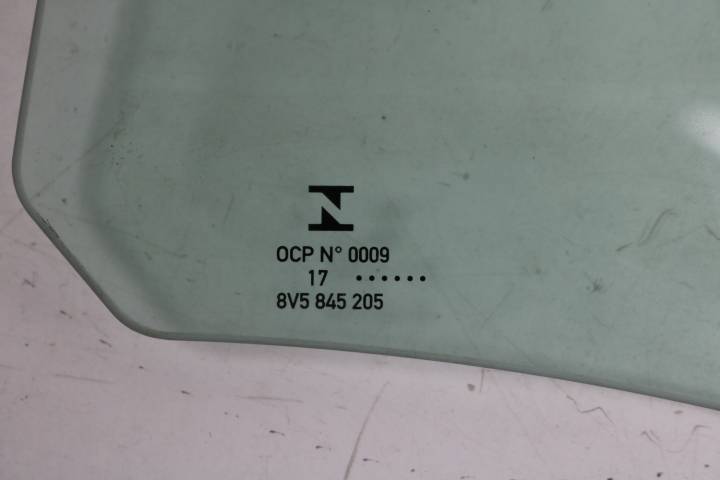 OCP N° 0009
17 ••••••
8V5 845 205